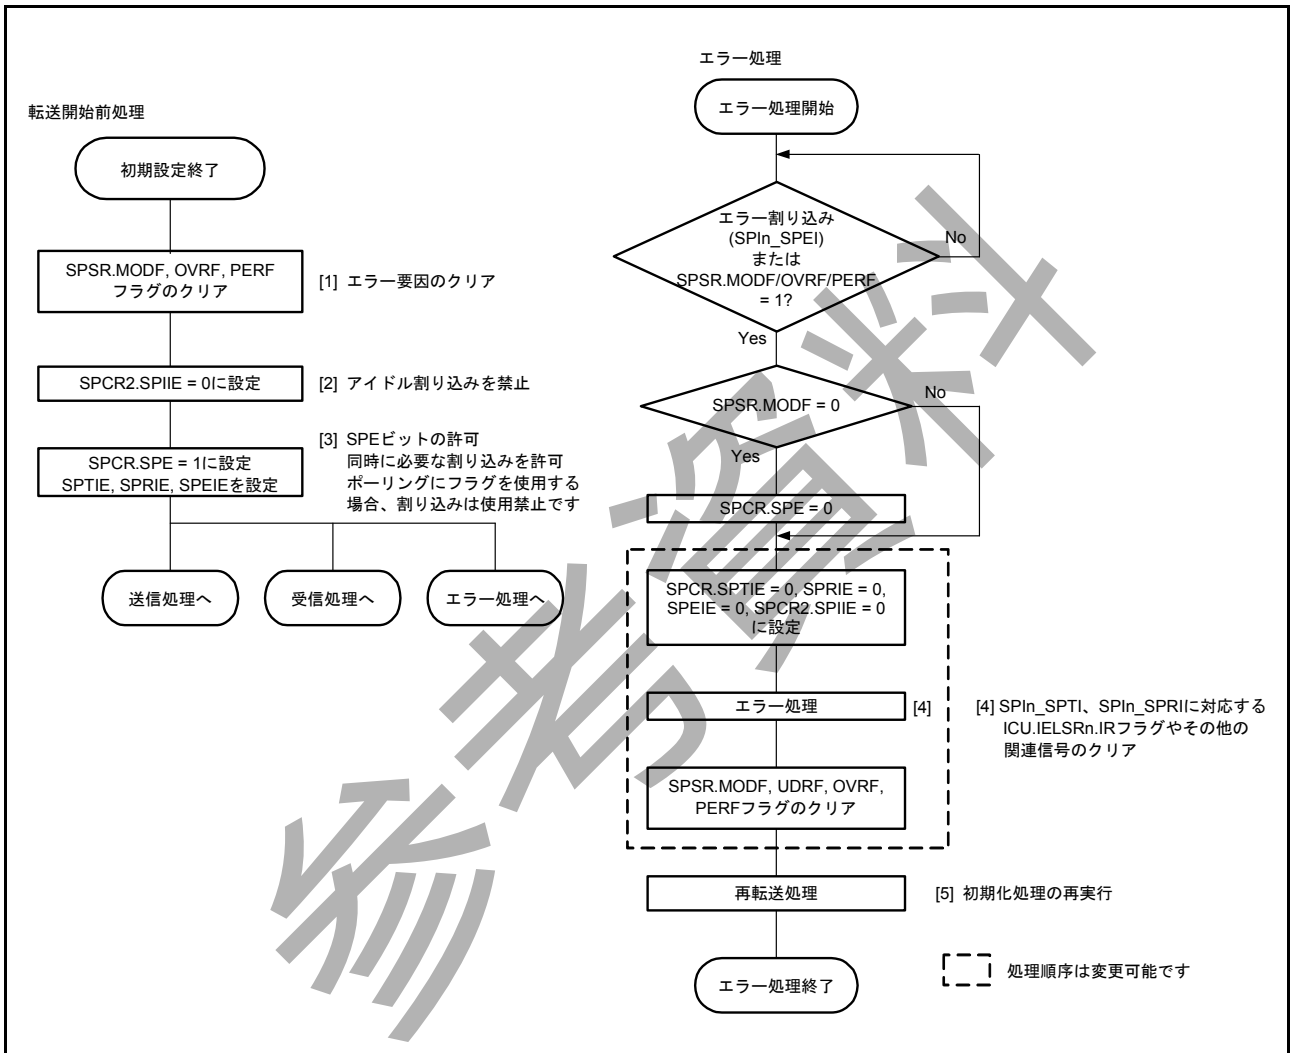 転送開始前処理
初期設定終了
SPSR.MODF, OVRF, PERF
フラグのクリア
[1] エラー要因のクリア
SPCR2.SPIIE = 0に設定
[2] アイドル割り込みを禁止
SPCR.SPE = 1に設定
SPTIE, SPRIE, SPEIEを設定
[3] SPEビットの許可
同時に必要な割り込みを許可
ポーリングにフラグを使用する
場合、割り込みは使用禁止です
送信処理へ
受信処理へ
エラー処理へ
エラー処理
エラー処理開始
エラー割り込み
(SPIn_SPEI)
または
SPSR.MODF/OVRF/PERF
= 1?
No
Yes
SPSR.MODF = 0
No
Yes
SPCR.SPE = 0
SPCR.SPTIE = 0, SPRIE = 0,
SPEIE = 0, SPCR2.SPIIE = 0
に設定
エラー処理
[4]
[4] SPIn_SPTI、SPIn_SPRIに対応する
ICU.IELSRn.IRフラグやその他の
関連信号のクリア
SPSR.MODF, UDRF, OVRF,
PERFフラグのクリア
再転送処理
[5] 初期化処理の再実行
エラー処理終了
処理順序は変更可能です
参考資料